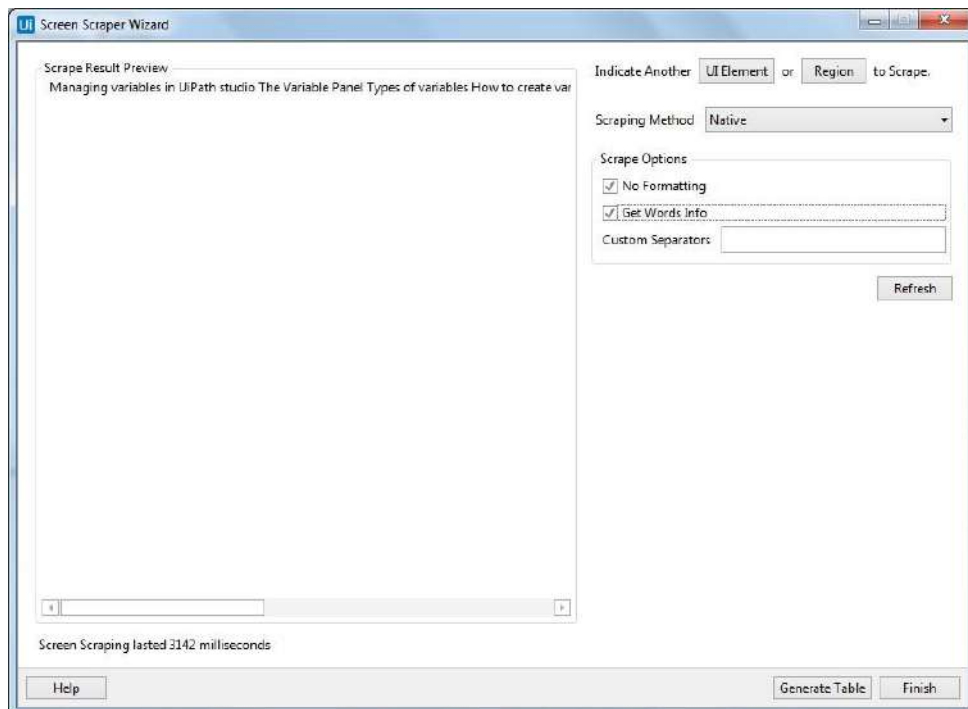 Ui Screen Scraper Wizard
Scrape Result Preview
Managing variables in UiPath studio The Variable Panel Types of variables How to create var
Indicate Another UI Element or Region to Scrape.
Scraping Method Native
Scrape Options
No Formatting
Get Words Info
Custom Separators
Refresh
Screen Scraping lasted 3142 milliseconds
Help Generate Table Finish